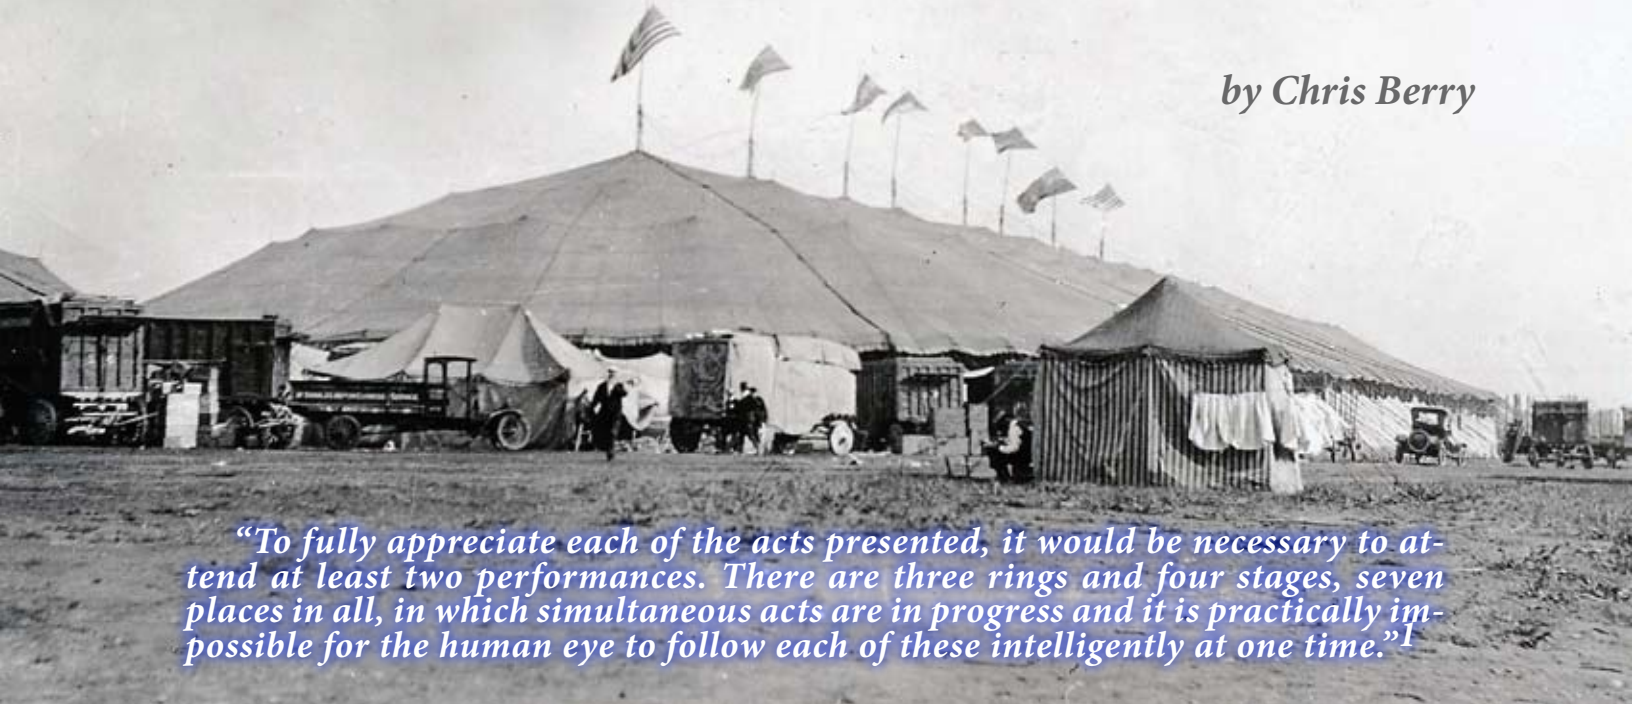 by Chris Berry
“To fully appreciate each of the acts presented, it would be necessary to at-
tend at least two performances. There are three rings and four stages, seven
places in all, in which simultaneous acts are in progress and it is practically im-
possible for the human eye to follow each of these intelligently at one time.”1